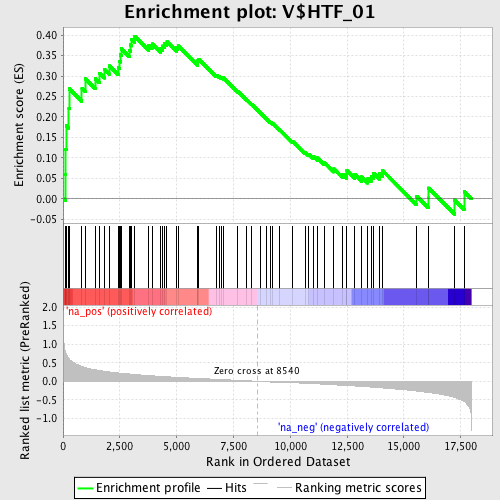 Enrichment plot: V$HTF_01
Enrichment score (ES)
0.40
0.35
0.30
0.25
0.20
0.15
0.10
0.05
0.00
-0.05
'na_pos' (positively correlated)
Ranked list metric (PreRanked)
2.0
1.5
1.0
0.5
0.0
-0.5
-1.0
Zero cross at 8540
'na_neg' (negatively correlated)
0 2,500 5,000 7,500 10,000 12,500 15,000 17,500
Rank in Ordered Dataset
Enrichment profile Hits Ranking metric scores